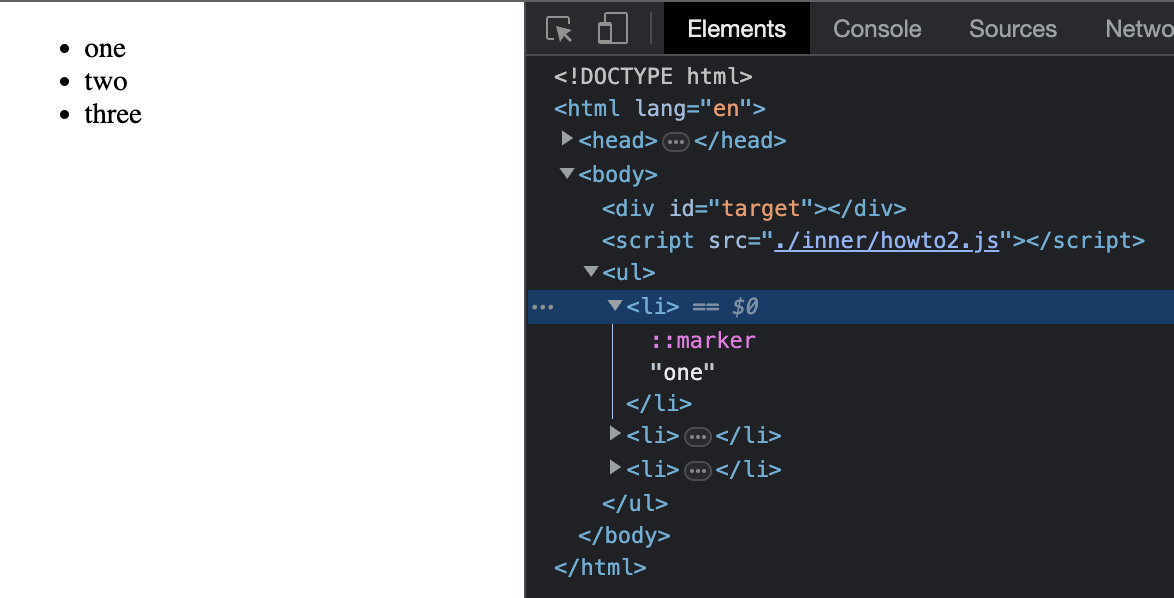 • one
• two
• three
Elements Console Sources Netwo
<!DOCTYPE html>
<html lang="en">
▶<head>⋯</head>
▼<body>
<div id="target"></div>
<script src="./inner/howto2.js"></script>
▼<ul>
⋯ ▼<li> == $0
::marker
"one"
</li>
▶<li>⋯</li>
▶<li>⋯</li>
</ul>
</body>
</html>